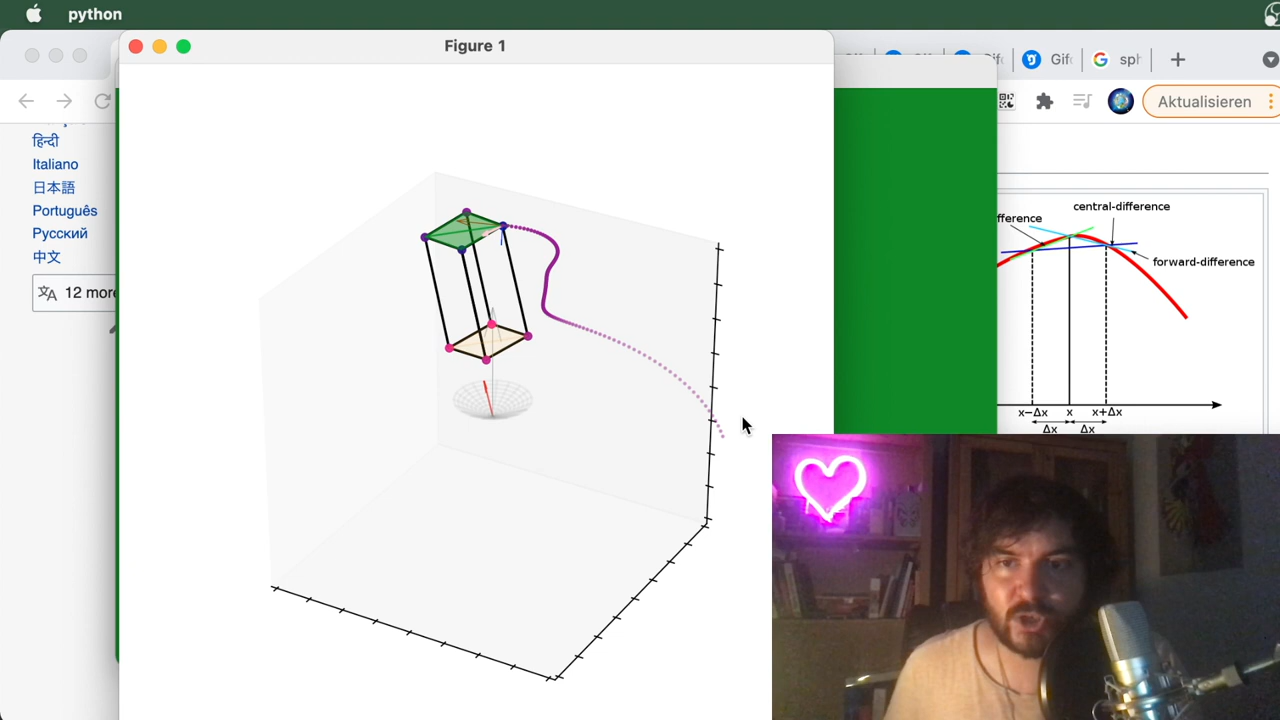 python
Figure 1
Gif
sph
Aktualisieren
हिन्दी
Italiano
日本語
Português
Русский
中文
12 more
fference
central-difference
forward-difference
x−Δx x x+Δx
Δx Δx